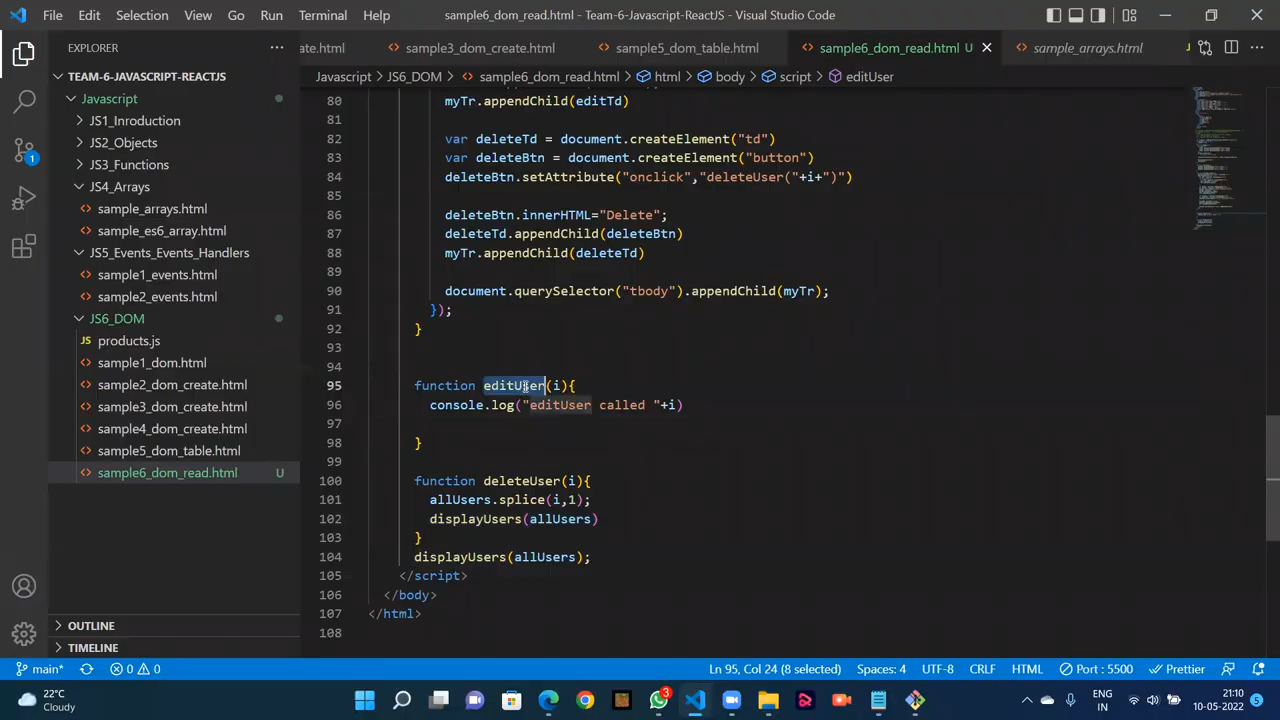 File Edit Selection View Go Run Terminal Help
sample6_dom_read.html - Team-6-Javascript-ReactJS - Visual Studio Code
EXPLORER
TEAM-6-JAVASCRIPT-REACTJS
Javascript
JS1_Inroduction
JS2_Objects
JS3_Functions
JS4_Arrays
sample_arrays.html
sample_es6_array.html
JS5_Events_Events_Handlers
sample1_events.html
sample2_events.html
JS6_DOM
products.js
sample1_dom.html
sample2_dom_create.html
sample3_dom_create.html
sample4_dom_create.html
sample5_dom_table.html
sample6_dom_read.html U
OUTLINE
TIMELINE
ate.html sample3_dom_create.html sample5_dom_table.html sample6_dom_read.html U sample_arrays.html
Javascript > JS6_DOM > sample6_dom_read.html > html > body > script > editUser
80 myTr.appendChild(editTd)
81
82 var deleteTd = document.createElement("td")
83 var deleteBtn = document.createElement("button")
84 deleteBtn.setAttribute("onclick","deleteUser("+i+")")
85
86 deleteBtn.innerHTML="Delete";
87 deleteTd.appendChild(deleteBtn)
88 myTr.appendChild(deleteTd)
89
90 document.querySelector("tbody").appendChild(myTr);
91 });
92 }
93
94
95 function editUser(i){
96 console.log("editUser called "+i)
97
98 }
99
100 function deleteUser(i){
101 allUsers.splice(i,1);
102 displayUsers(allUsers)
103 }
104 displayUsers(allUsers);
105 </script>
106 </body>
107 </html>
108
1
main* 0 0 Ln 95, Col 24 (8 selected) Spaces: 4 UTF-8 CRLF HTML Port : 5500 Prettier
22°C
Cloudy
3
ENG
IN
21:10
10-05-2022
5